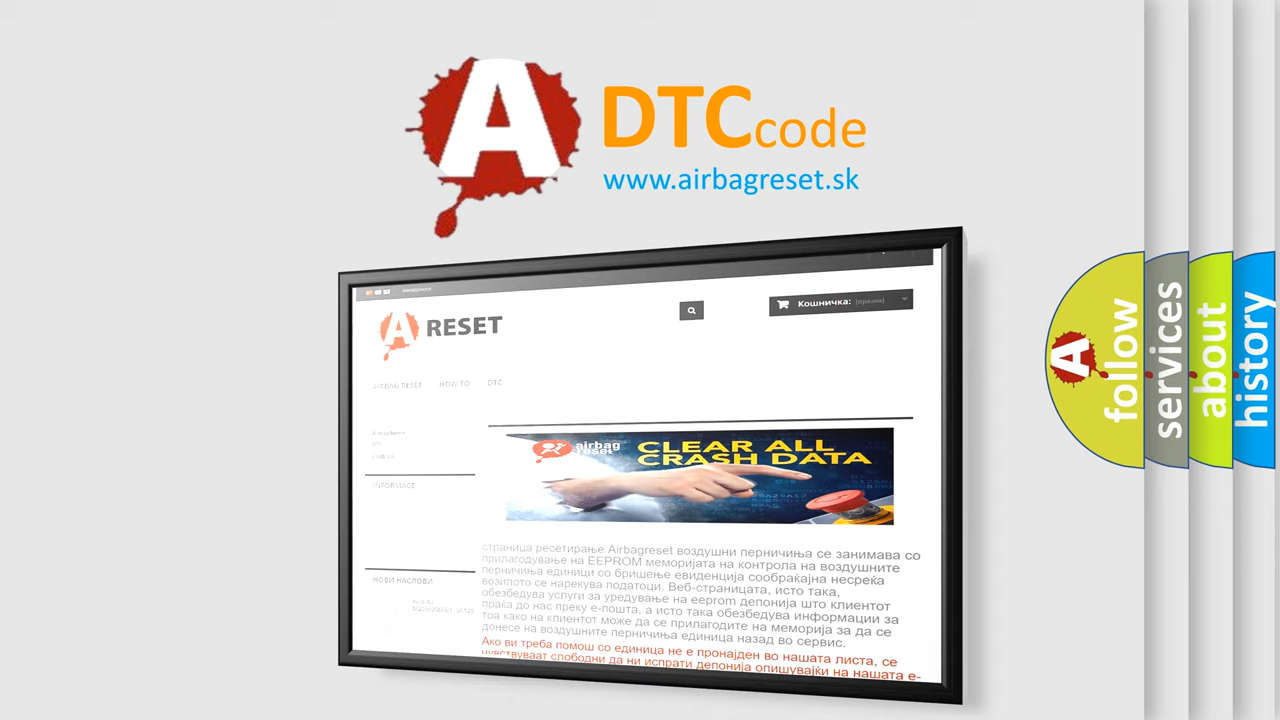 A
DTCcode
www.airbagreset.sk
A RESET
Кошничка: (празни)
AIRBAG RESET HOW TO DTC
airbag
reset
CLEAR ALL
CRASH DATA
INFORMACE
НОВИ НАСЛОВИ
страница ресетирање Airbagreset воздушни перничиња се занимава со
прилагодување на EEPROM меморијата на контрола на воздушните
перничиња единици со бришење евиденција сообраќајна несреќа
возилото се нарекува податоци. Веб-страницата, исто така,
обезбедува услуги за уредување на eeprom депонија што клиентот
праќа до нас преку е-пошта, а исто така обезбедува информации за
тоа како на клиентот може да се прилагодите на меморија за да се
донесе на воздушните перничиња единица назад во сервис.
Ако ви треба помош со единица не е пронајден во нашата листа, се
чувствуваат слободни да ни испрати депонија опишувајќи на нашата е-
A
follow
services
about
history